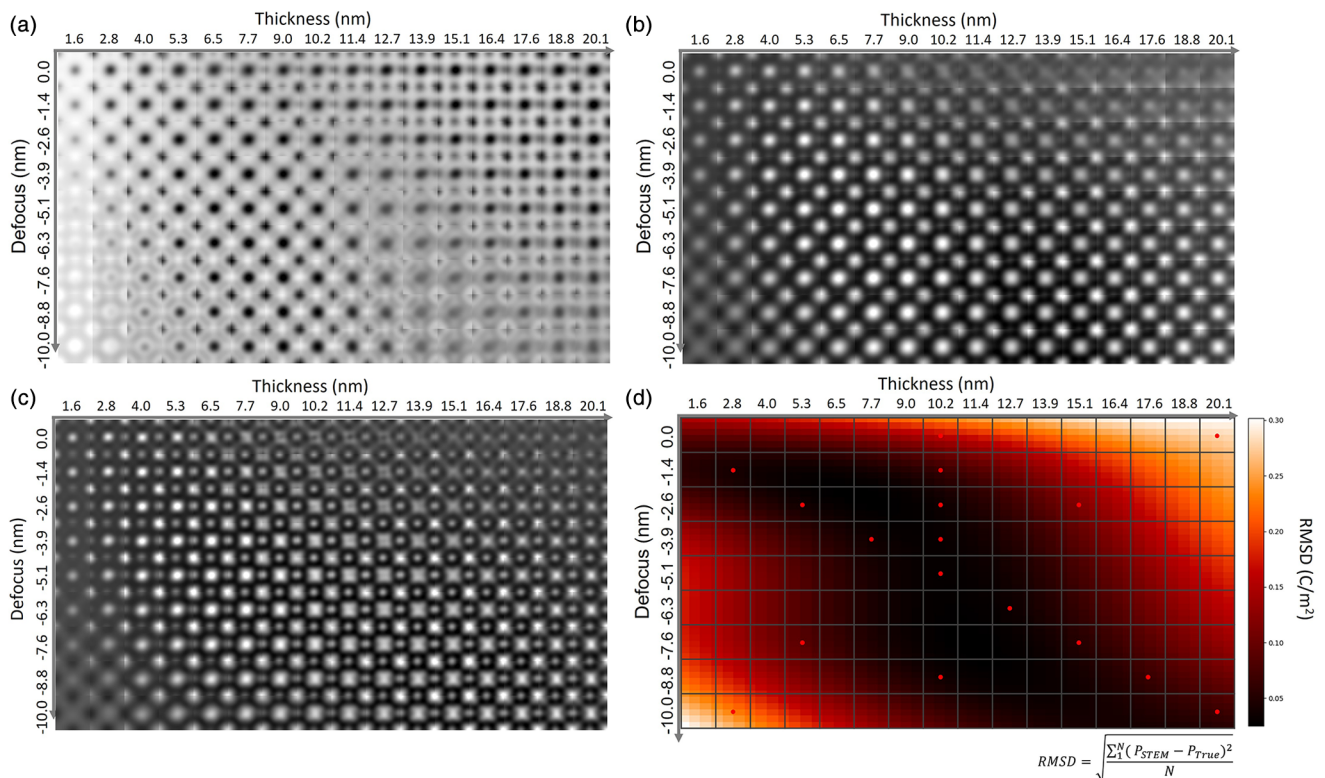 (a)
Thickness (nm)
1.6 2.8 4.0 5.3 6.5 7.7 9.0 10.2 11.4 12.7 13.9 15.1 16.4 17.6 18.8 20.1
Defocus (nm)
0.0
-1.4
-2.6
-3.9
-5.1
-6.3
-7.6
-8.8
-10.0
(b)
Thickness (nm)
1.6 2.8 4.0 5.3 6.5 7.7 9.0 10.2 11.4 12.7 13.9 15.1 16.4 17.6 18.8 20.1
Defocus (nm)
0.0
-1.4
-2.6
-3.9
-5.1
-6.3
-7.6
-8.8
-10.0
(c)
Thickness (nm)
1.6 2.8 4.0 5.3 6.5 7.7 9.0 10.2 11.4 12.7 13.9 15.1 16.4 17.6 18.8 20.1
Defocus (nm)
0.0
-1.4
-2.6
-3.9
-5.1
-6.3
-7.6
-8.8
-10.0
(d)
Thickness (nm)
1.6 2.8 4.0 5.3 6.5 7.7 9.0 10.2 11.4 12.7 13.9 15.1 16.4 17.6 18.8 20.1
Defocus (nm)
0.0
-1.4
-2.6
-3.9
-5.1
-6.3
-7.6
-8.8
-10.0
0.30
0.25
0.20
0.15
0.10
0.05
RMSD (C/m²)
RMSD = √(∑₁ᴺ( P_STEM − P_True)² / N)